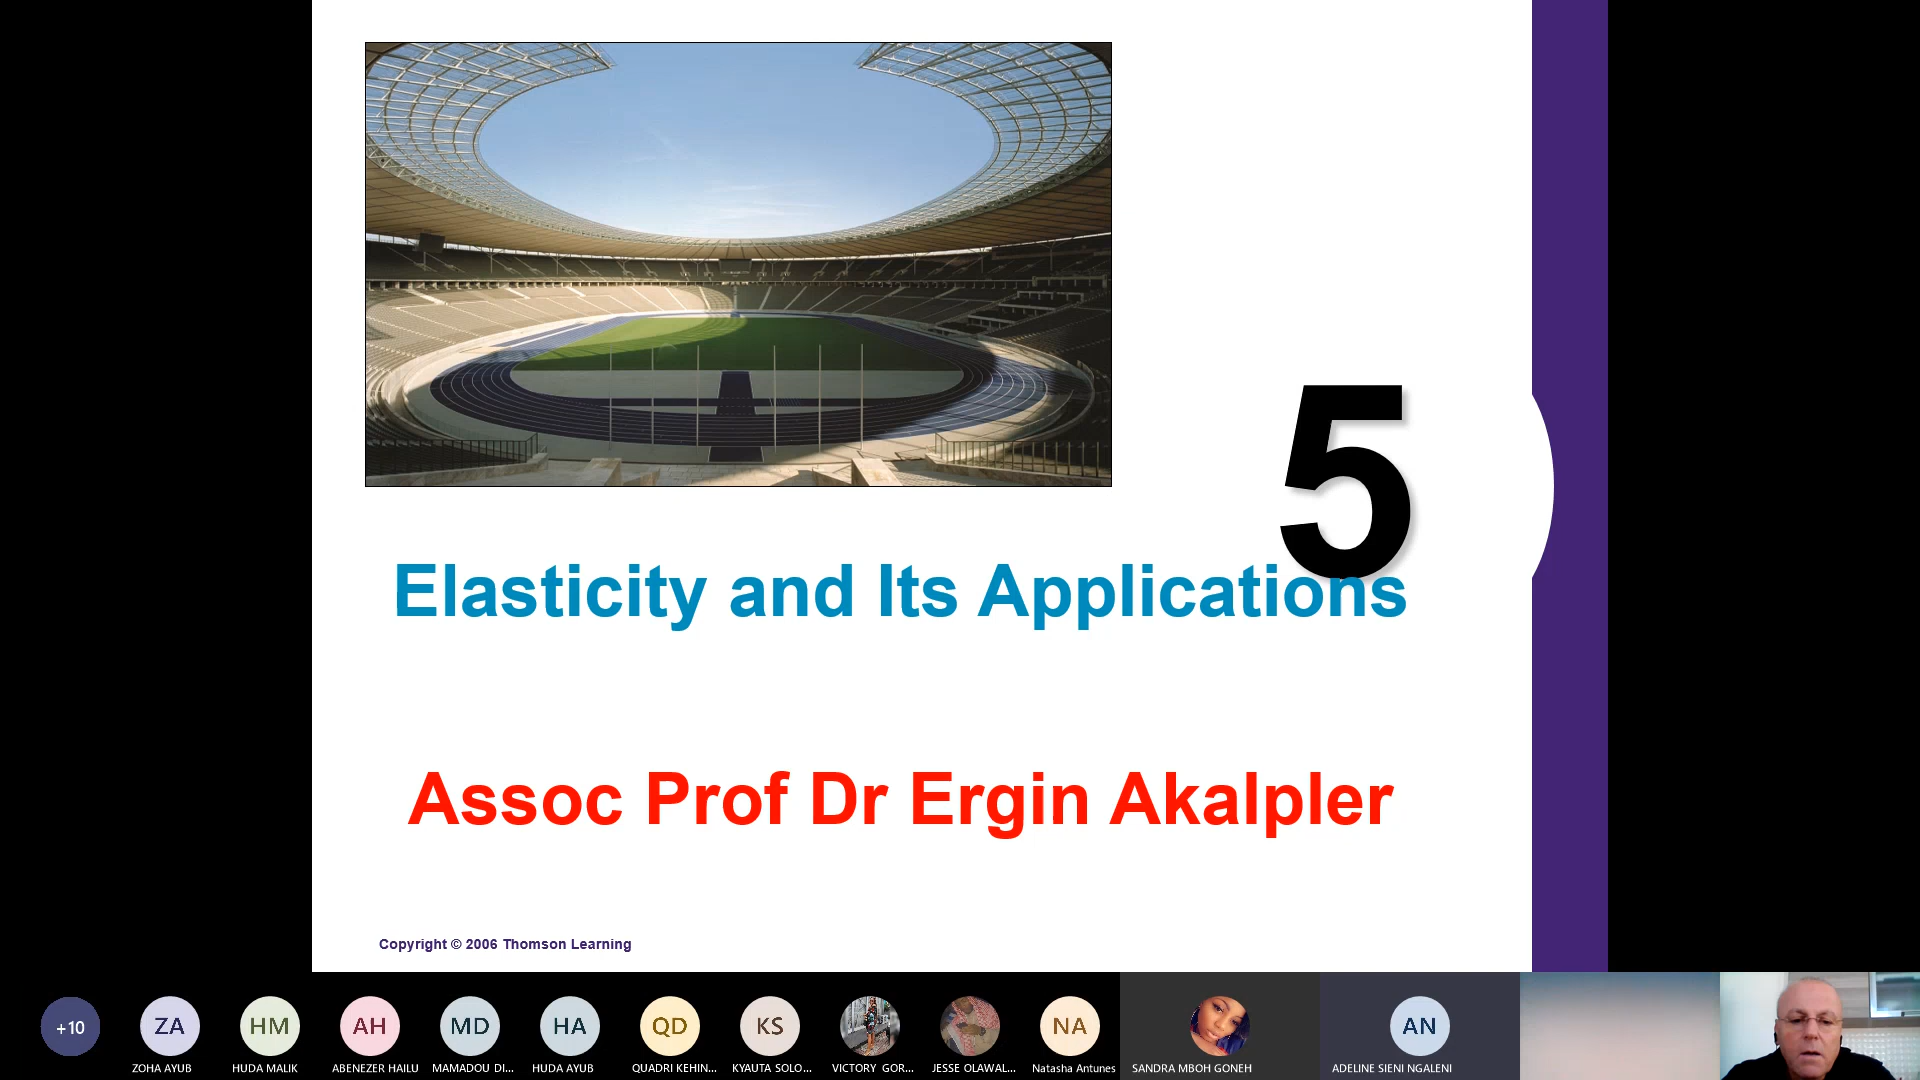 5
Elasticity and Its Applications
Assoc Prof Dr Ergin Akalpler
Copyright © 2006 Thomson Learning
+10
ZA
HM
AH
MD
HA
QD
KS
NA
AN
ZOHA AYUB
HUDA MALIK
ABENEZER HAILU
MAMADOU DI...
HUDA AYUB
QUADRI KEHIN...
KYAUTA SOLO...
VICTORY GOR...
JESSE OLAWAL...
Natasha Antunes
SANDRA MBOH GONEH
ADELINE SIENI NGALENI